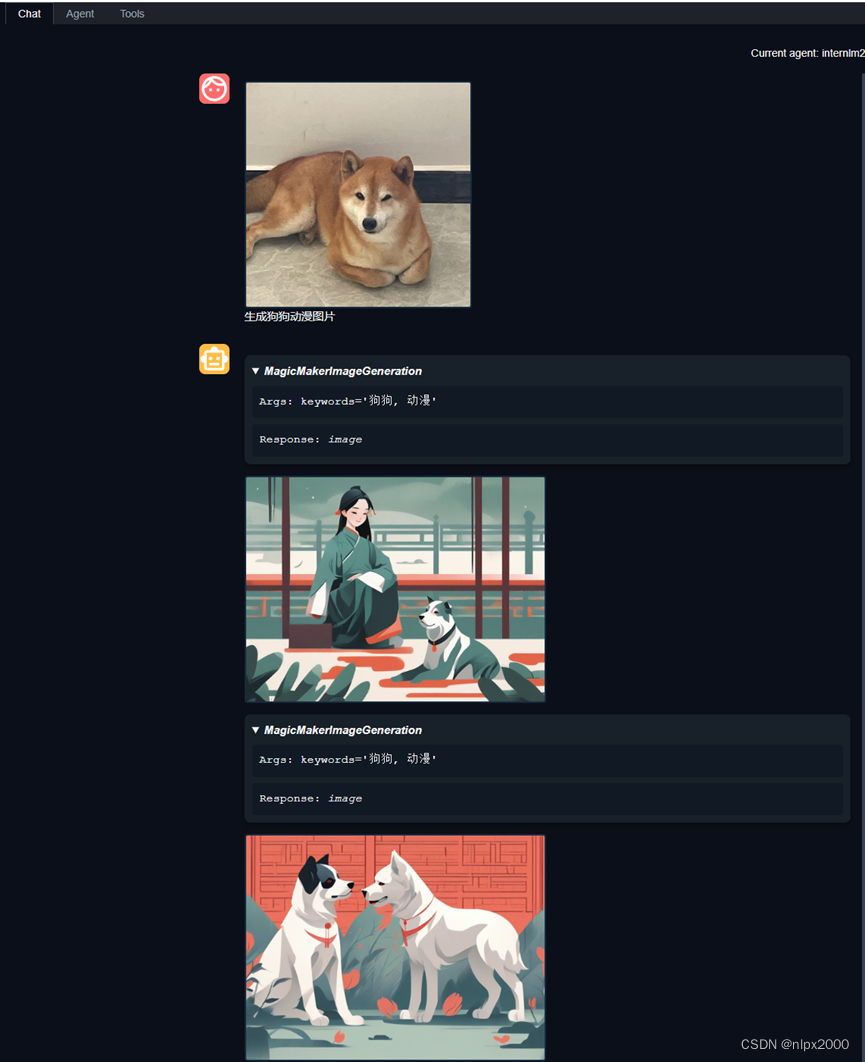 Chat Agent Tools
Current agent: internlm2
生成狗狗动漫图片
▼ MagicMakerImageGeneration
Args: keywords='狗狗, 动漫'
Response: image
▼ MagicMakerImageGeneration
Args: keywords='狗狗, 动漫'
Response: image
CSDN @nlpx2000